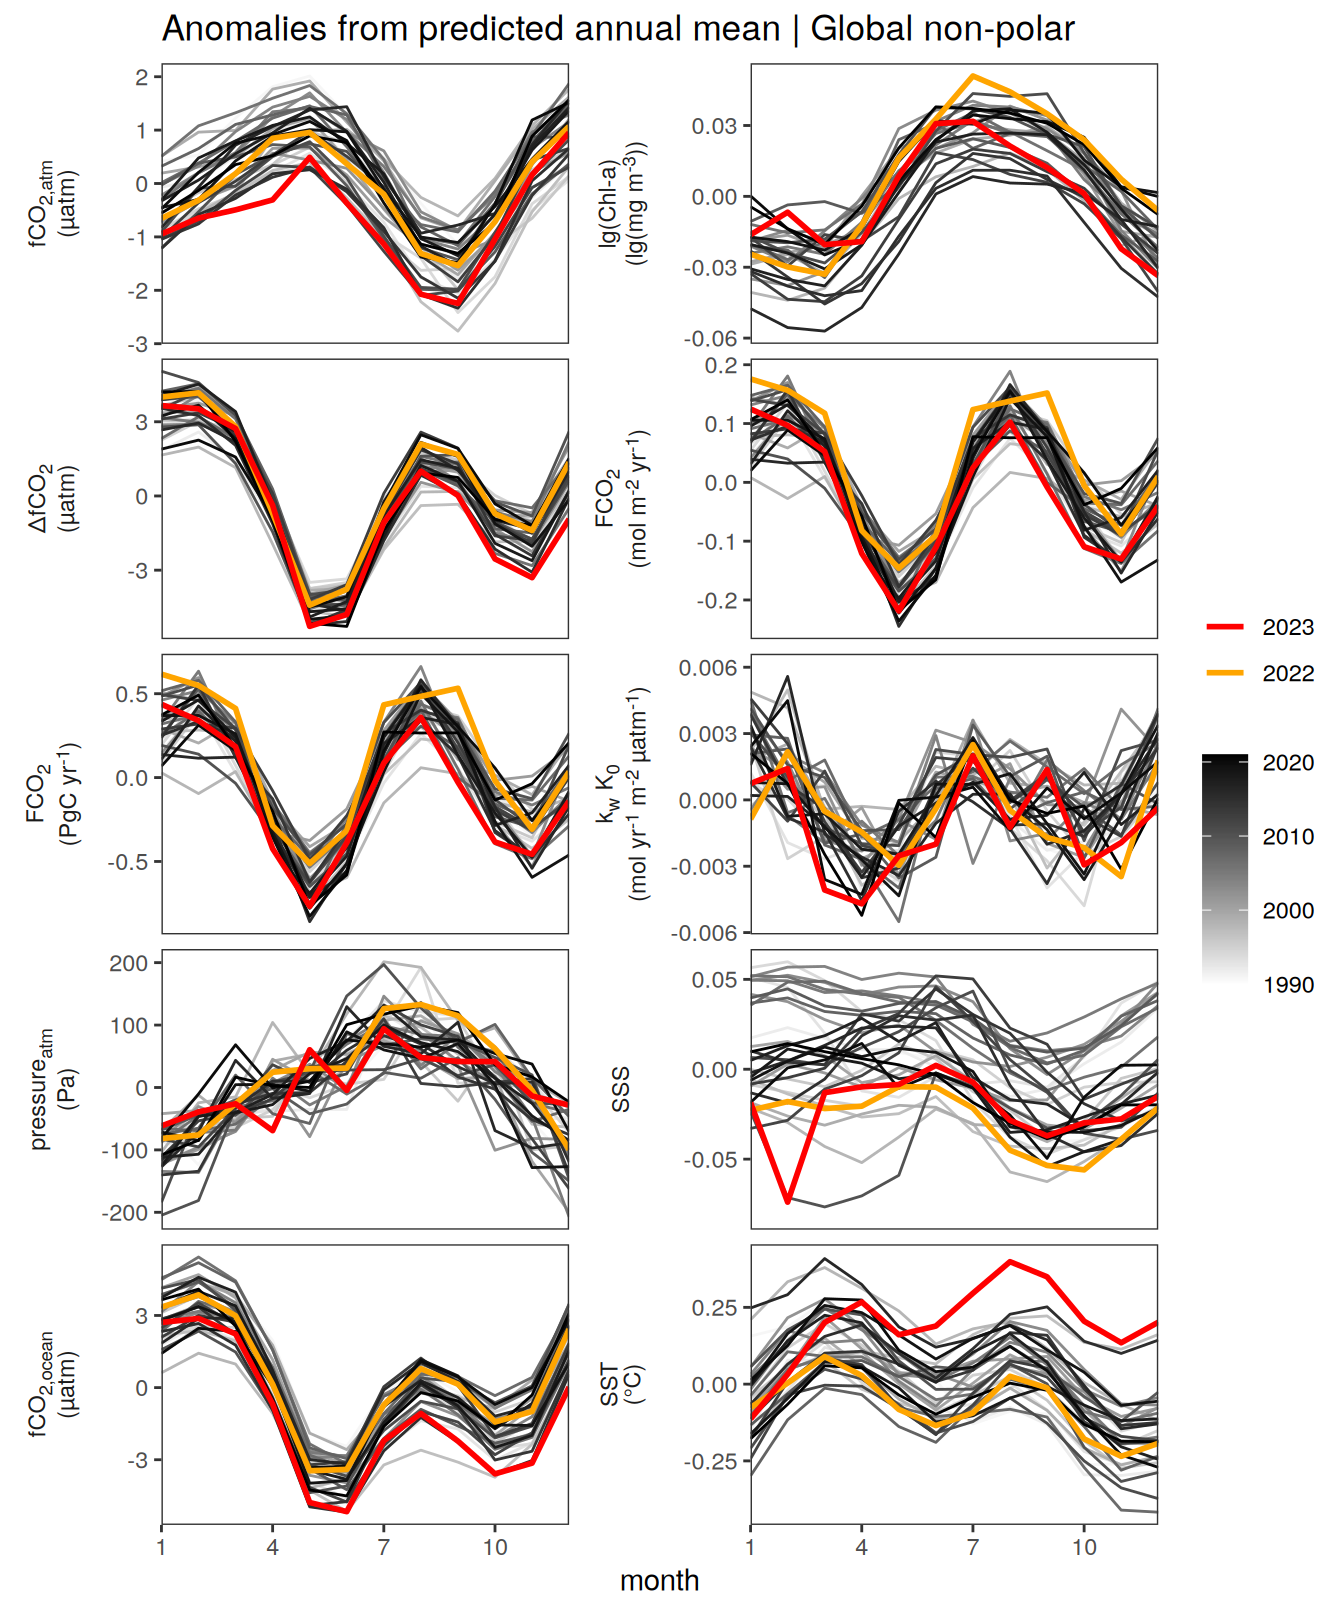 Anomalies from predicted annual mean | Global non-polar
fCO2,atm
(µatm)
2
1
0
-1
-2
-3
lg(Chl-a)
(lg(mg m-3))
0.03
0.00
-0.03
-0.06
ΔfCO2
(µatm)
3
0
-3
FCO2
(mol m-2 yr-1)
0.2
0.1
0.0
-0.1
-0.2
FCO2
(PgC yr-1)
0.5
0.0
-0.5
kw K0
(mol yr-1 m-2 µatm-1)
0.006
0.003
0.000
-0.003
-0.006
pressureatm
(Pa)
200
100
0
-100
-200
SSS
0.05
0.00
-0.05
fCO2,ocean
(µatm)
3
0
-3
SST
(°C)
0.25
0.00
-0.25
1 4 7 10
1 4 7 10
month
2023
2022
2020
2010
2000
1990